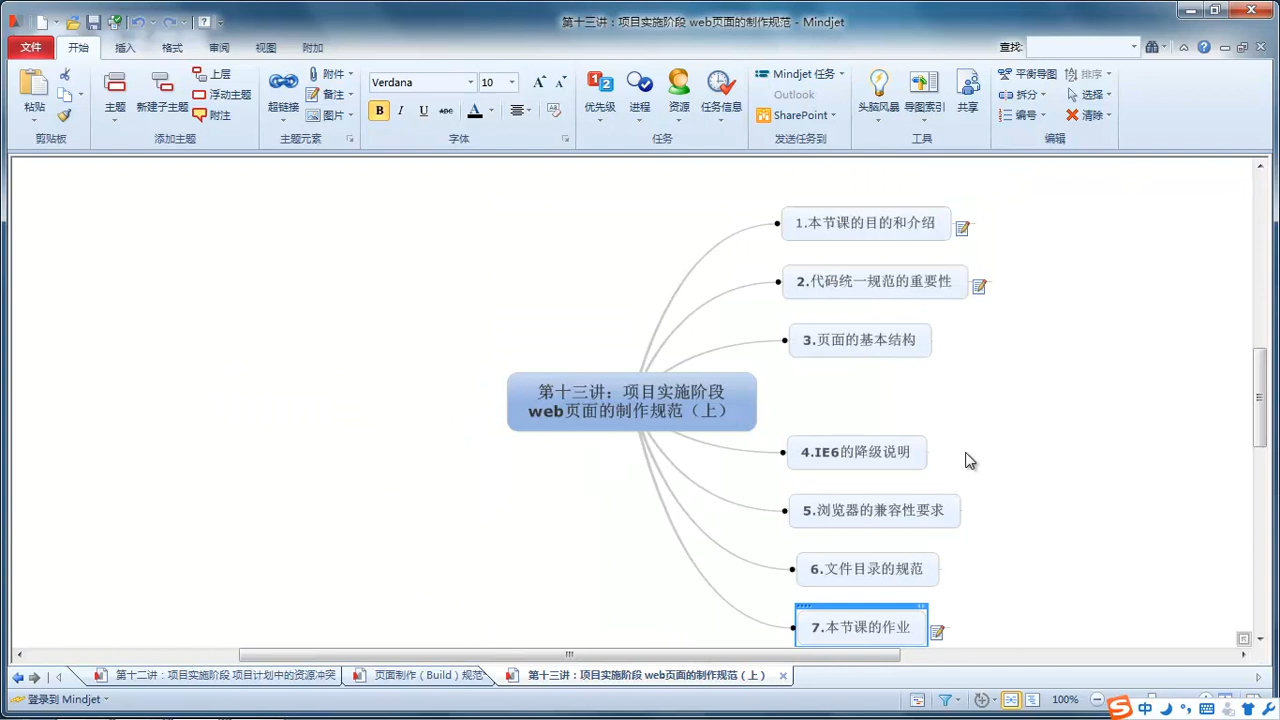 第十三讲：项目实施阶段 web页面的制作规范 - Mindjet
文件 开始 插入 格式 审阅 视图 附加 查找:
粘贴
剪贴板
主题 新建子主题 上层 浮动主题 附注
添加主题
超链接 附件 备注 图片
主题元素
Verdana 10
B I U abc A
字体
优先级 进程 资源 任务信息
任务
Mindjet 任务
Outlook
SharePoint
发送任务到
头脑风暴 导图索引 共享
工具
平衡导图 排序
拆分 选择
编号 清除
编辑
1.本节课的目的和介绍
2.代码统一规范的重要性
3.页面的基本结构
第十三讲：项目实施阶段
web页面的制作规范（上）
4.IE6的降级说明
5.浏览器的兼容性要求
6.文件目录的规范
7.本节课的作业
第十二讲：项目实施阶段 项目计划中的资源冲突 页面制作（Build）规范 第十三讲：项目实施阶段 web页面的制作规范（上）
登录到 Mindjet 100% 中